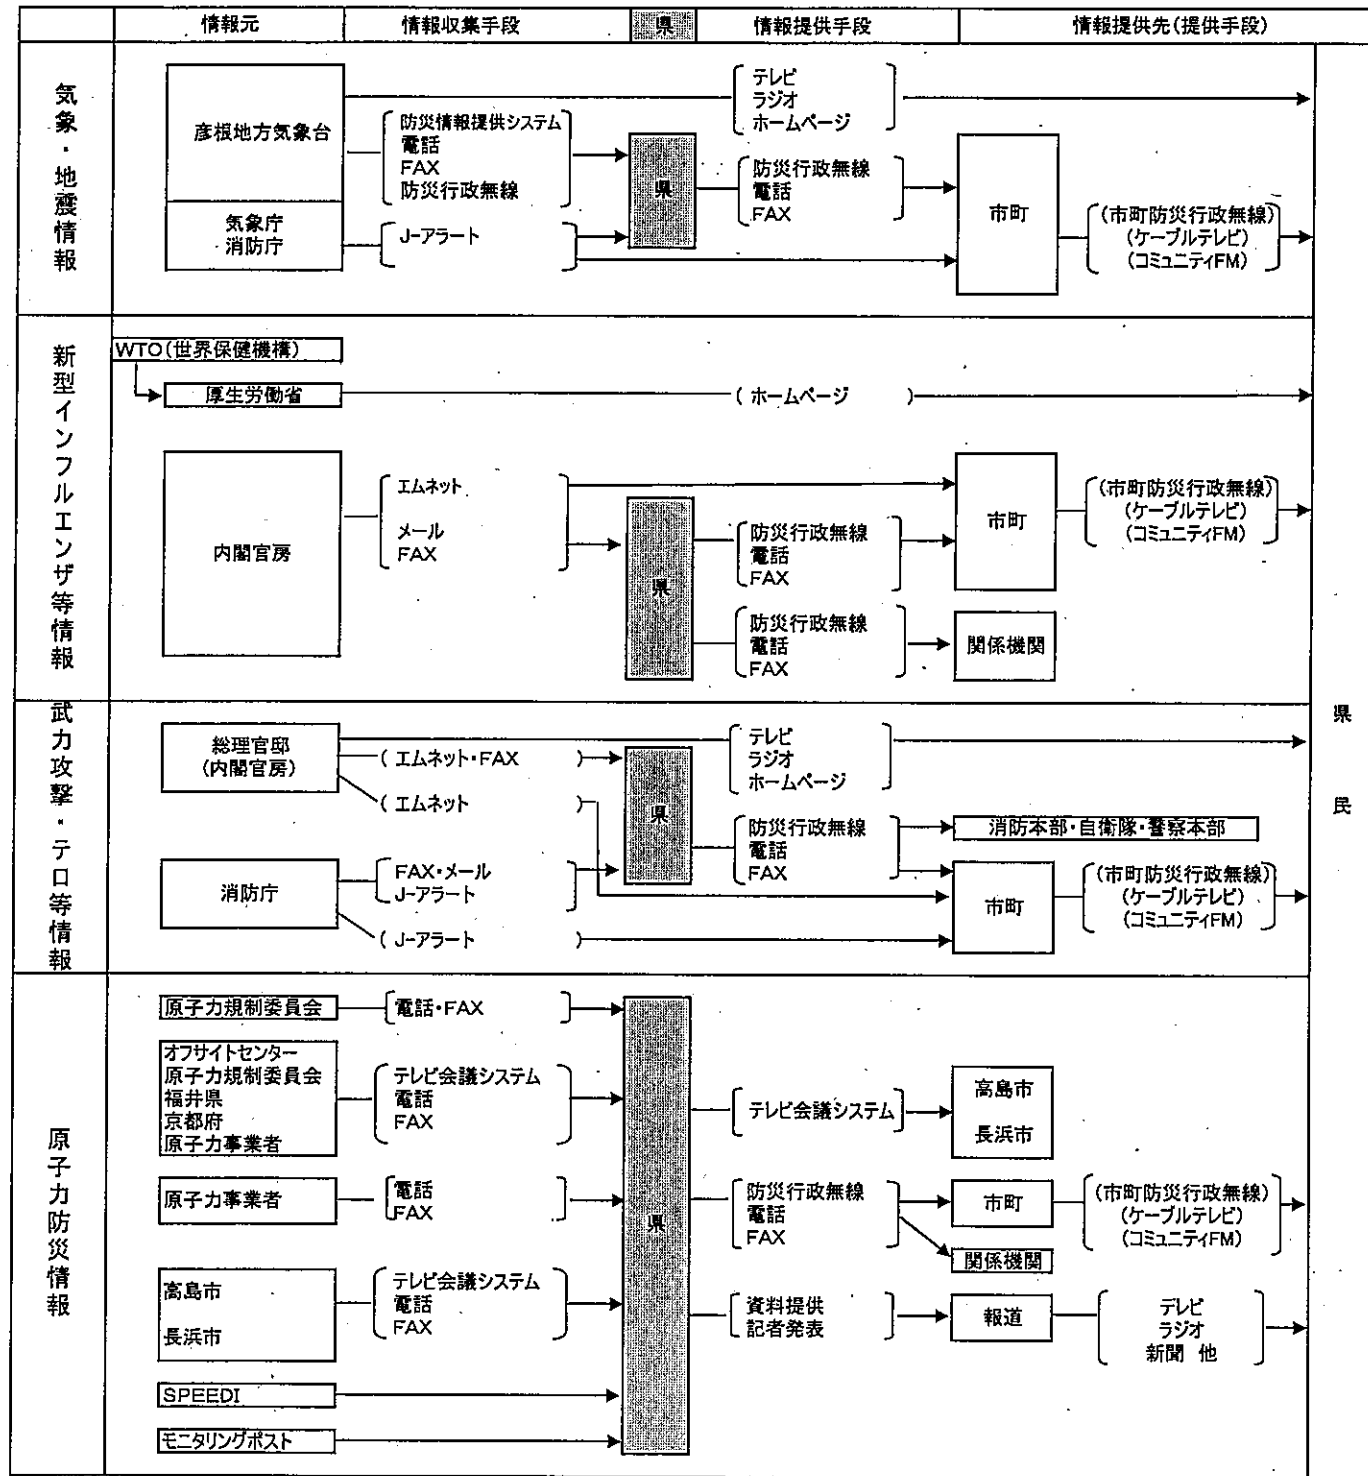 情報元
情報収集手段
県
情報提供手段
情報提供先(提供手段)
気象・地震情報
彦根地方気象台
気象庁
消防庁
防災情報提供システム
電話
FAX
防災行政無線
J-アラート
県
テレビ
ラジオ
ホームページ
防災行政無線
電話
FAX
市町
(市町防災行政無線)
(ケーブルテレビ)
(コミュニティFM)
新型インフルエンザ等情報
WTO(世界保健機構)
厚生労働省
(ホームページ)
内閣官房
エムネット
メール
FAX
県
防災行政無線
電話
FAX
防災行政無線
電話
FAX
市町
関係機関
(市町防災行政無線)
(ケーブルテレビ)
(コミュニティFM)
武力攻撃・テロ等情報
総理官邸
(内閣官房)
(エムネット・FAX)
(エムネット)
消防庁
FAX・メール
J-アラート
(J-アラート)
県
テレビ
ラジオ
ホームページ
防災行政無線
電話
FAX
消防本部・自衛隊・警察本部
市町
(市町防災行政無線)
(ケーブルテレビ)
(コミュニティFM)
原子力防災情報
原子力規制委員会
電話・FAX
オフサイトセンター
原子力規制委員会
福井県
京都府
原子力事業者
テレビ会議システム
電話
FAX
原子力事業者
電話
FAX
高島市
長浜市
テレビ会議システム
電話
FAX
SPEEDI
モニタリングポスト
県
テレビ会議システム
高島市
長浜市
防災行政無線
電話
FAX
市町
関係機関
(市町防災行政無線)
(ケーブルテレビ)
(コミュニティFM)
資料提供
記者発表
報道
テレビ
ラジオ
新聞 他
県民